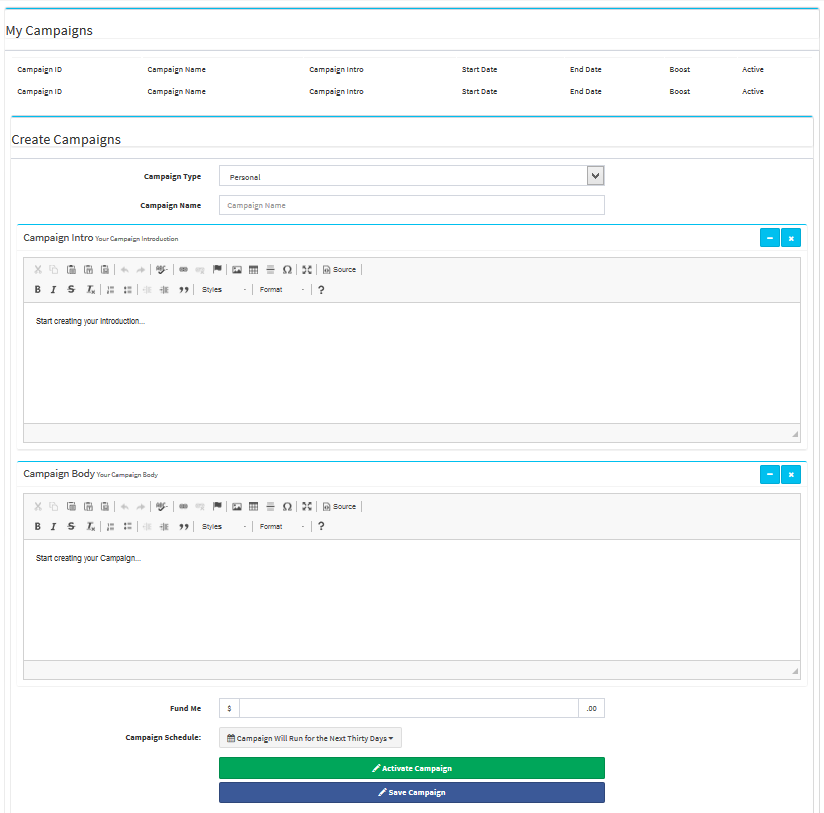 My Campaigns
Campaign ID Campaign Name Campaign Intro Start Date End Date Boost Active
Campaign ID Campaign Name Campaign Intro Start Date End Date Boost Active
Create Campaigns
Campaign Type Personal
Campaign Name Campaign Name
Campaign Intro Your Campaign Introduction
Source
B I S Tx Styles Format ?
Start creating your Introduction...
Campaign Body Your Campaign Body
Source
B I S Tx Styles Format ?
Start creating your Campaign...
Fund Me $ .00
Campaign Schedule: Campaign Will Run for the Next Thirty Days
Activate Campaign
Save Campaign